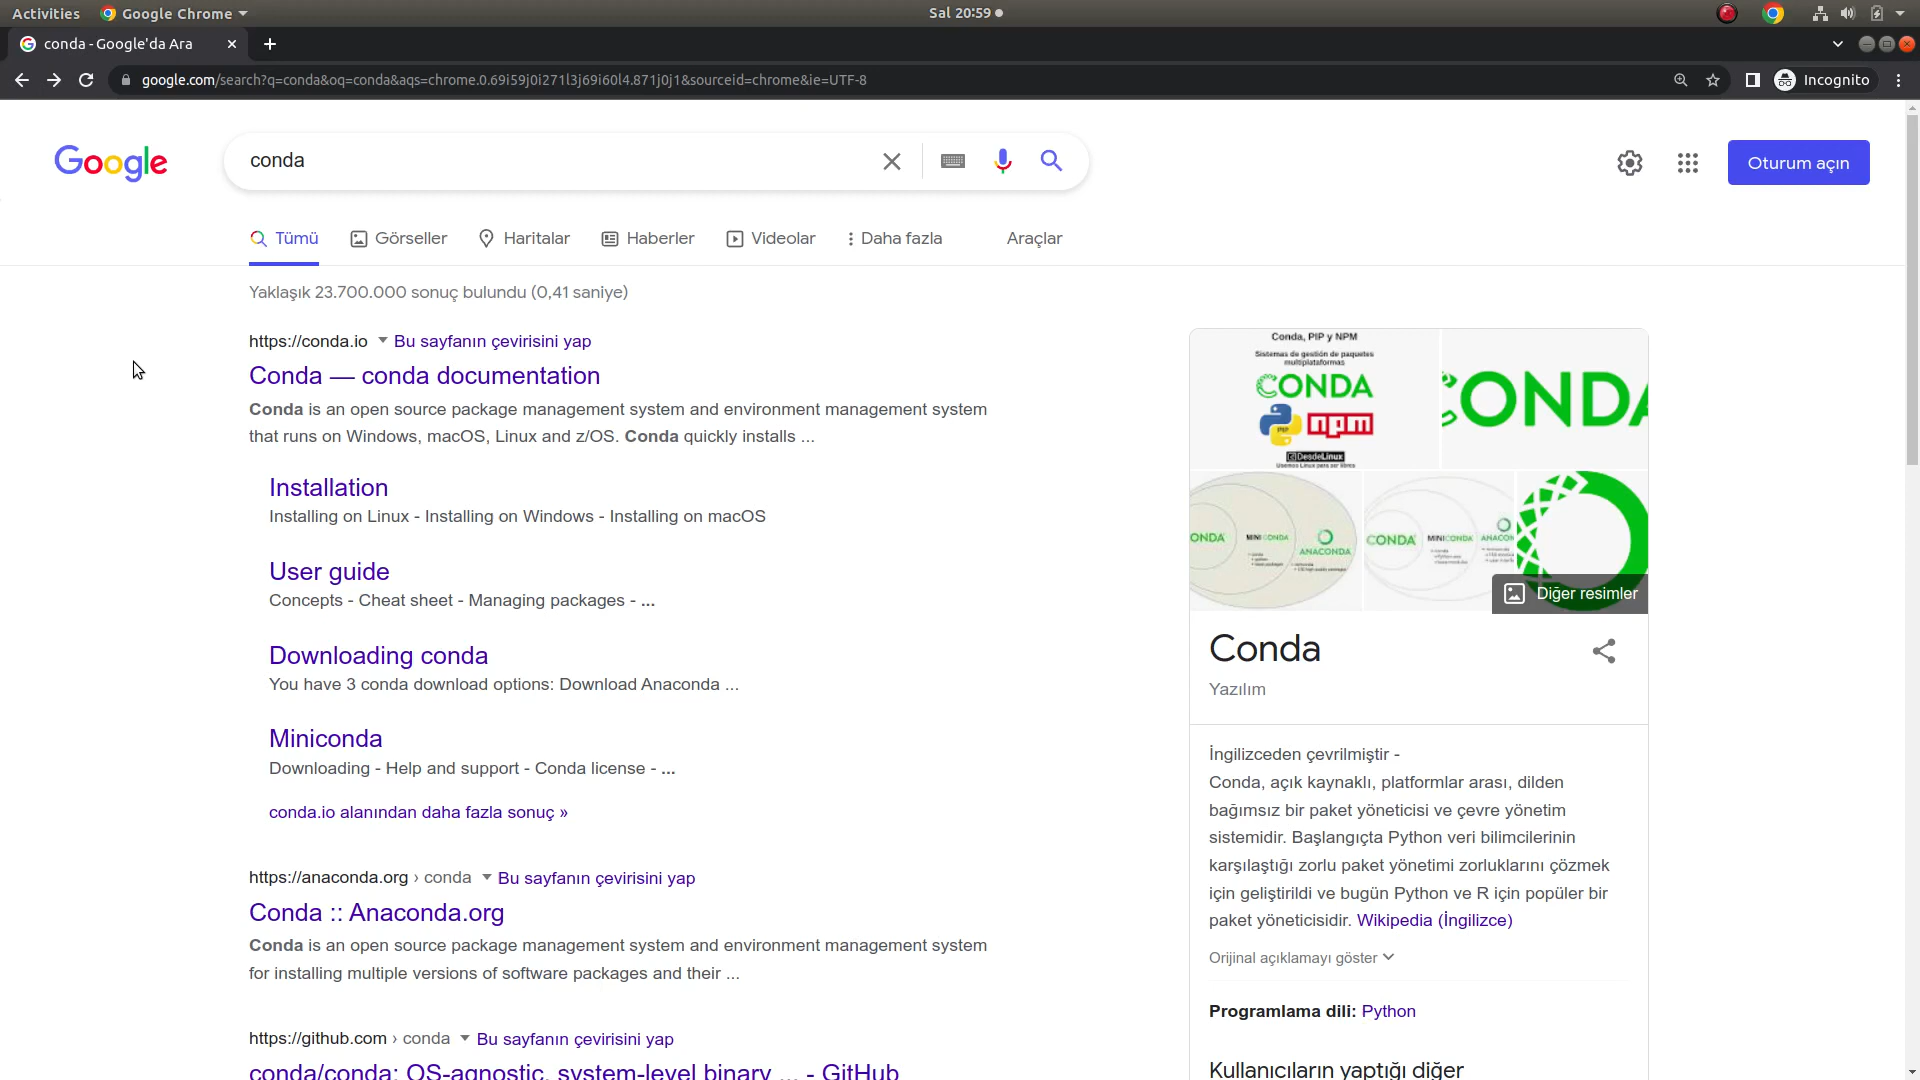 Activities
Google Chrome
Sal 20:59
conda - Google'da Ara
google.com/search?q=conda&oq=conda&aqs=chrome.0.69i59j0i271l3j69i60l4.871j0j1&sourceid=chrome&ie=UTF-8
Incognito
Google
conda
Oturum açın
Tümü
Görseller
Haritalar
Haberler
Videolar
Daha fazla
Araçlar
Yaklaşık 23.700.000 sonuç bulundu (0,41 saniye)
https://conda.io Bu sayfanın çevirisini yap
Conda — conda documentation
Conda is an open source package management system and environment management system
that runs on Windows, macOS, Linux and z/OS. Conda quickly installs ...
Installation
Installing on Linux - Installing on Windows - Installing on macOS
User guide
Concepts - Cheat sheet - Managing packages - ...
Downloading conda
You have 3 conda download options: Download Anaconda ...
Miniconda
Downloading - Help and support - Conda license - ...
conda.io alanından daha fazla sonuç »
https://anaconda.org › conda Bu sayfanın çevirisini yap
Conda :: Anaconda.org
Conda is an open source package management system and environment management system
for installing multiple versions of software packages and their ...
https://github.com › conda Bu sayfanın çevirisini yap
conda/conda: OS-agnostic, system-level binary ... - GitHub
Conda, PIP y NPM
Sistemas de gestión de paquetes
multiplataformas
CONDA
PIP
npm
DesdeLinux
Usemos Linux para ser libres
CONDA
ONDA
MINICONDA
ANACONDA
CONDA
MINICONDA
ANACON
Diğer resimler
Conda
Yazılım
İngilizceden çevrilmiştir -
Conda, açık kaynaklı, platformlar arası, dilden
bağımsız bir paket yöneticisi ve çevre yönetim
sistemidir. Başlangıçta Python veri bilimcilerinin
karşılaştığı zorlu paket yönetimi zorluklarını çözmek
için geliştirildi ve bugün Python ve R için popüler bir
paket yöneticisidir. Wikipedia (İngilizce)
Orijinal açıklamayı göster
Programlama dili: Python
Kullanıcıların yaptığı diğer